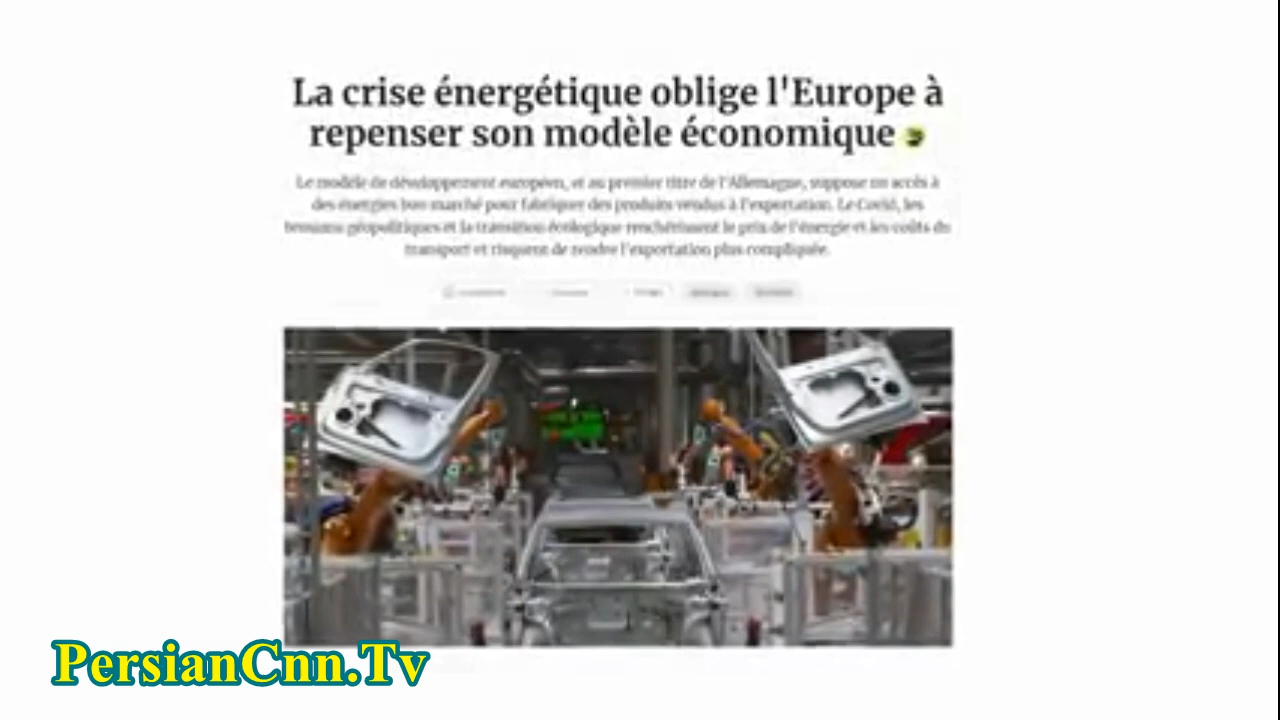 La crise énergétique oblige l'Europe à
repenser son modèle économique
Le modèle de développement européen, et au premier titre de l'Allemagne, suppose un accès à
des énergies bon marché pour fabriquer des produits vendus à l'exportation. Le Covid, les
tensions géopolitiques et la transition écologique renchérissent le prix de l'énergie et les coûts du
transport et risquent de rendre l'exportation plus compliquée.
PersianCnn.Tv